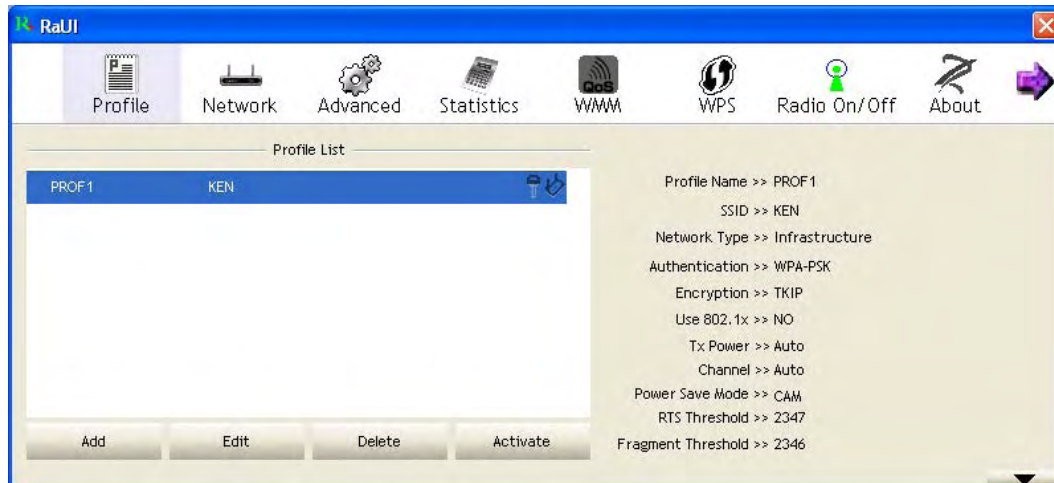 RaUI
Profile Network Advanced Statistics QoS WMM WPS Radio On/Off About
Profile List
PROF1 KEN
Profile Name >> PROF1
SSID >> KEN
Network Type >> Infrastructure
Authentication >> WPA-PSK
Encryption >> TKIP
Use 802.1x >> NO
Tx Power >> Auto
Channel >> Auto
Power Save Mode >> CAM
RTS Threshold >> 2347
Fragment Threshold >> 2346
Add Edit Delete Activate